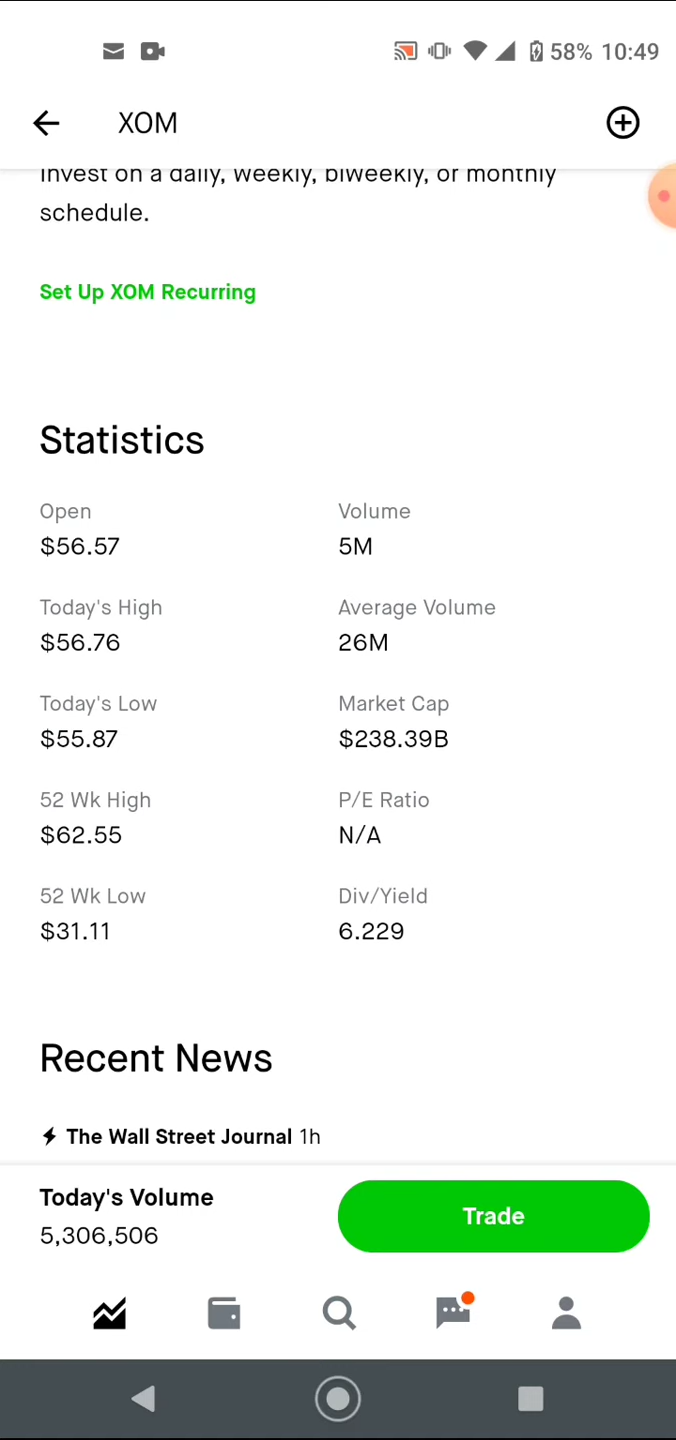 58% 10:49
XOM
Invest on a daily, weekly, biweekly, or monthly
schedule.
Set Up XOM Recurring
Statistics
Open
$56.57
Volume
5M
Today's High
$56.76
Average Volume
26M
Today's Low
$55.87
Market Cap
$238.39B
52 Wk High
$62.55
P/E Ratio
N/A
52 Wk Low
$31.11
Div/Yield
6.229
Recent News
The Wall Street Journal 1h
Today's Volume
5,306,506
Trade